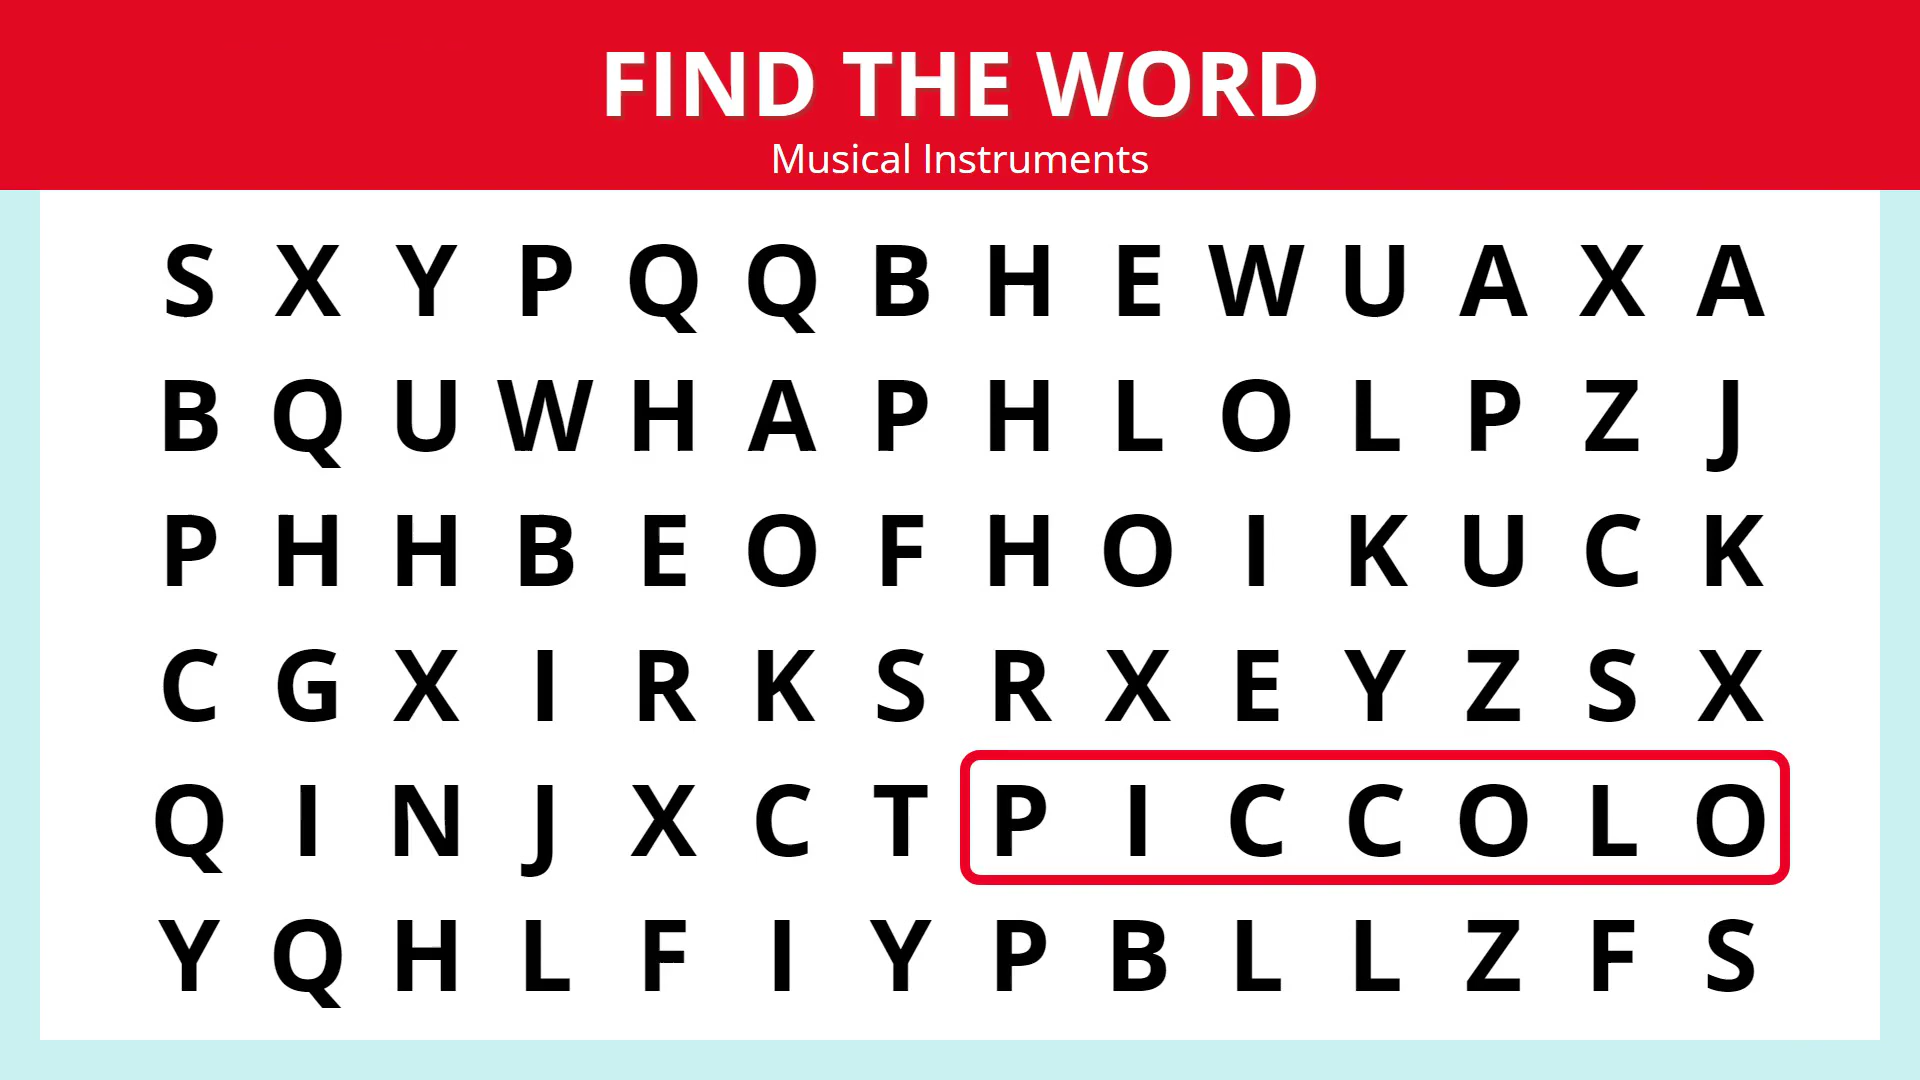 FIND THE WORD
Musical Instruments
S X Y P Q Q B H E W U A X A
B Q U W H A P H L O L P Z J
P H H B E O F H O I K U C K
C G X I R K S R X E Y Z S X
Q I N J X C T P I C C O L O
Y Q H L F I Y P B L L Z F S